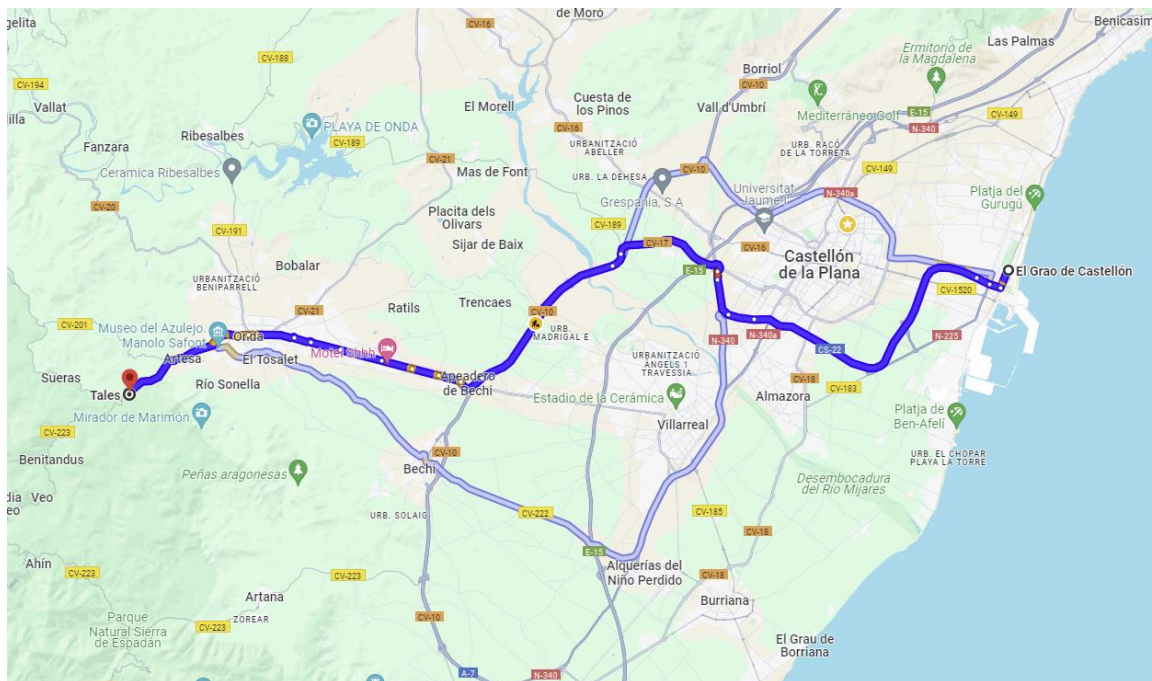 de Moró
Benicasim
ngelita
CV-16
Las Palmas
CV-188
Ermitorio de
la Magdalena
Borriol
CV-10
CV-194
Vallat
El Morell
Cuesta de
los Pinos
Vall d'Umbrí
E-15
CV-149
Mediterráneo Golf
N-340
Ribesalbes
PLAYA DE ONDA
CV-189
CV-16
URBANITZACIÓ
ABELLER
URB. RACÓ
DE LA TORRETA
Fanzara
CV-21
Ceramica Ribesalbes
Mas de Font
URB. LA DEHESA
CV-10
CV-149
Grespania, S.A
Universitat
Jaume I
N-340a
Platja del
Gurugú
CV-20
Placita dels
Olivars
CV-189
CV-191
Sijar de Baix
CV-17
CV-16
Castellón
de la Plana
URBANITZACIÓ
BENIPARRELL
Bobalar
E-15
El Grao de Castellón
CV-1520
Trencaes
Ratils
CV-10
CV-21
CV-201
Museo del Azulejo.
Manolo Safont
Onda
URB.
MADRIGAL E
N-340
N-340a
N-225
Motel Shhh
CS-22
Artesa
El Tosalet
URBANITZACIÓ
ANGELS 1
TRAVESSIA
Sueras
Río Sonella
Apeadero
de Bechí
CV-18
CV-183
Tales
Estadio de la Cerámica
Almazora
Mirador de Marimón
Platja de
Ben-Afelí
Villarreal
CV-223
CV-10
URB. EL CHOPAR
PLAYA LA TORRE
Benitandus
Bechí
Peñas aragonesas
Desembocadura
del Río Mijares
Veo
CV-222
CV-185
URB. SOLAIG
CV-18
E-15
Ahín
Alquerías del
Niño Perdido
CV-223
CV-223
CV-18
Artana
Burriana
Parque
Natural Sierra
de Espadán
ZOREAR
CV-10
CV-223
El Grau de
Borriana
A-7
N-340